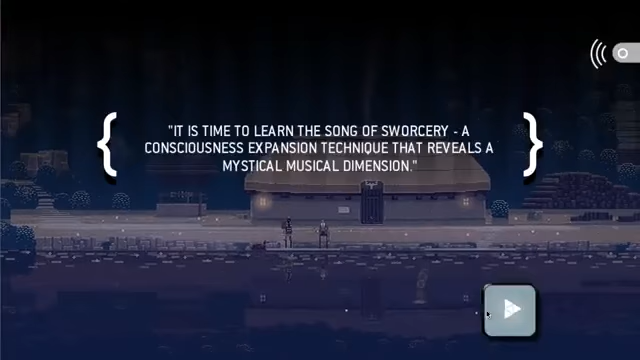 "IT IS TIME TO LEARN THE SONG OF SWORCERY - A
CONSCIOUSNESS EXPANSION TECHNIQUE THAT REVEALS A
MYSTICAL MUSICAL DIMENSION."